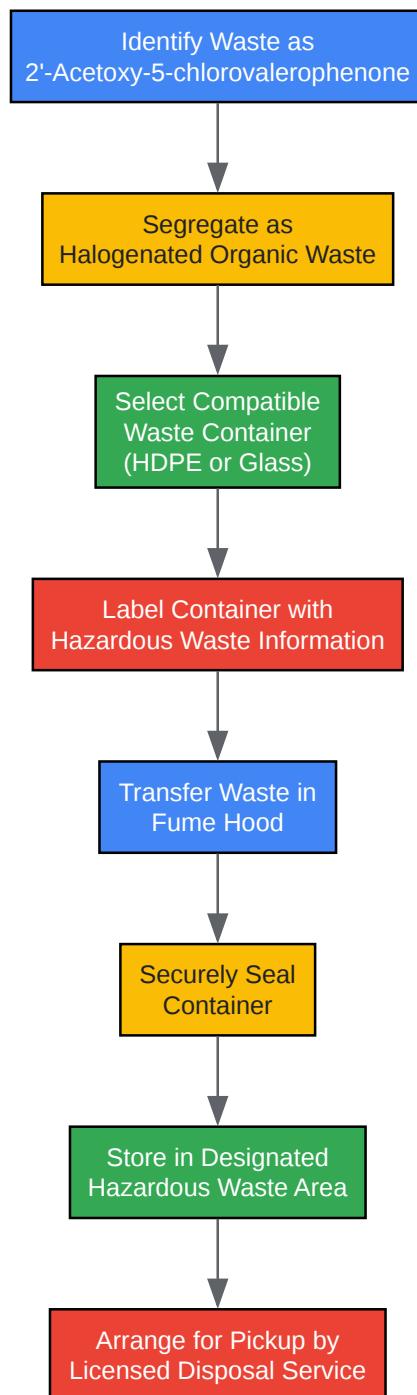 Identify Waste as
2'-Acetoxy-5-chlorovalerophenone
Segregate as
Halogenated Organic Waste
Select Compatible
Waste Container
(HDPE or Glass)
Label Container with
Hazardous Waste Information
Transfer Waste in
Fume Hood
Securely Seal
Container
Store in Designated
Hazardous Waste Area
Arrange for Pickup by
Licensed Disposal Service